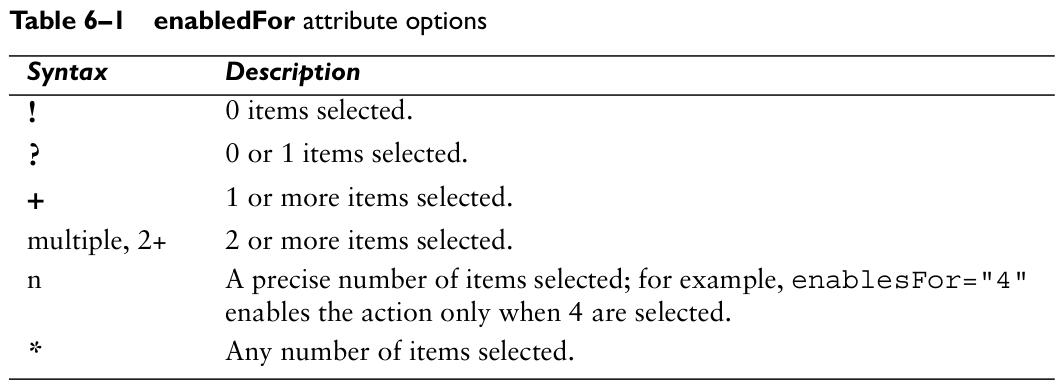 Table 6–1 enabledFor attribute options
Syntax Description
! 0 items selected.
? 0 or 1 items selected.
+ 1 or more items selected.
multiple, 2+ 2 or more items selected.
n A precise number of items selected; for example, enablesFor="4"
enables the action only when 4 are selected.
* Any number of items selected.